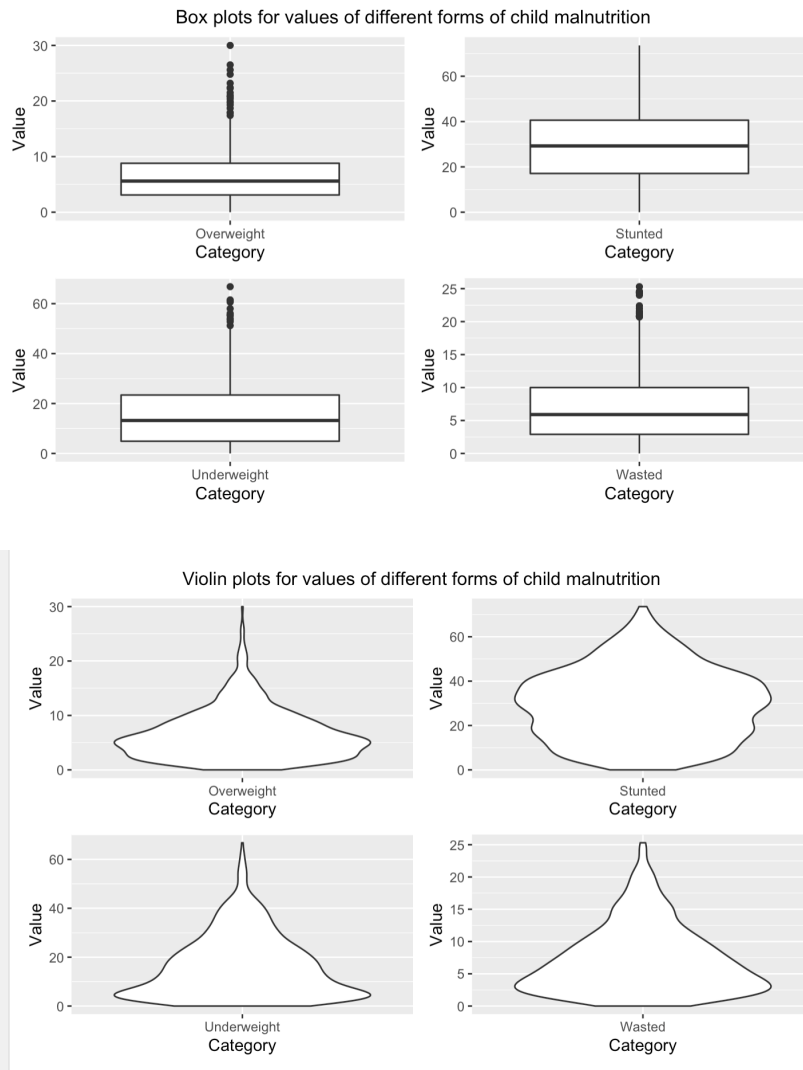 Box plots for values of different forms of child malnutrition
30
20
10
0
Value
Overweight
Category
60
40
20
0
Value
Stunted
Category
60
40
20
0
Value
Underweight
Category
25
20
15
10
5
0
Value
Wasted
Category
Violin plots for values of different forms of child malnutrition
30
20
10
0
Value
Overweight
Category
60
40
20
0
Value
Stunted
Category
60
40
20
0
Value
Underweight
Category
25
20
15
10
5
0
Value
Wasted
Category